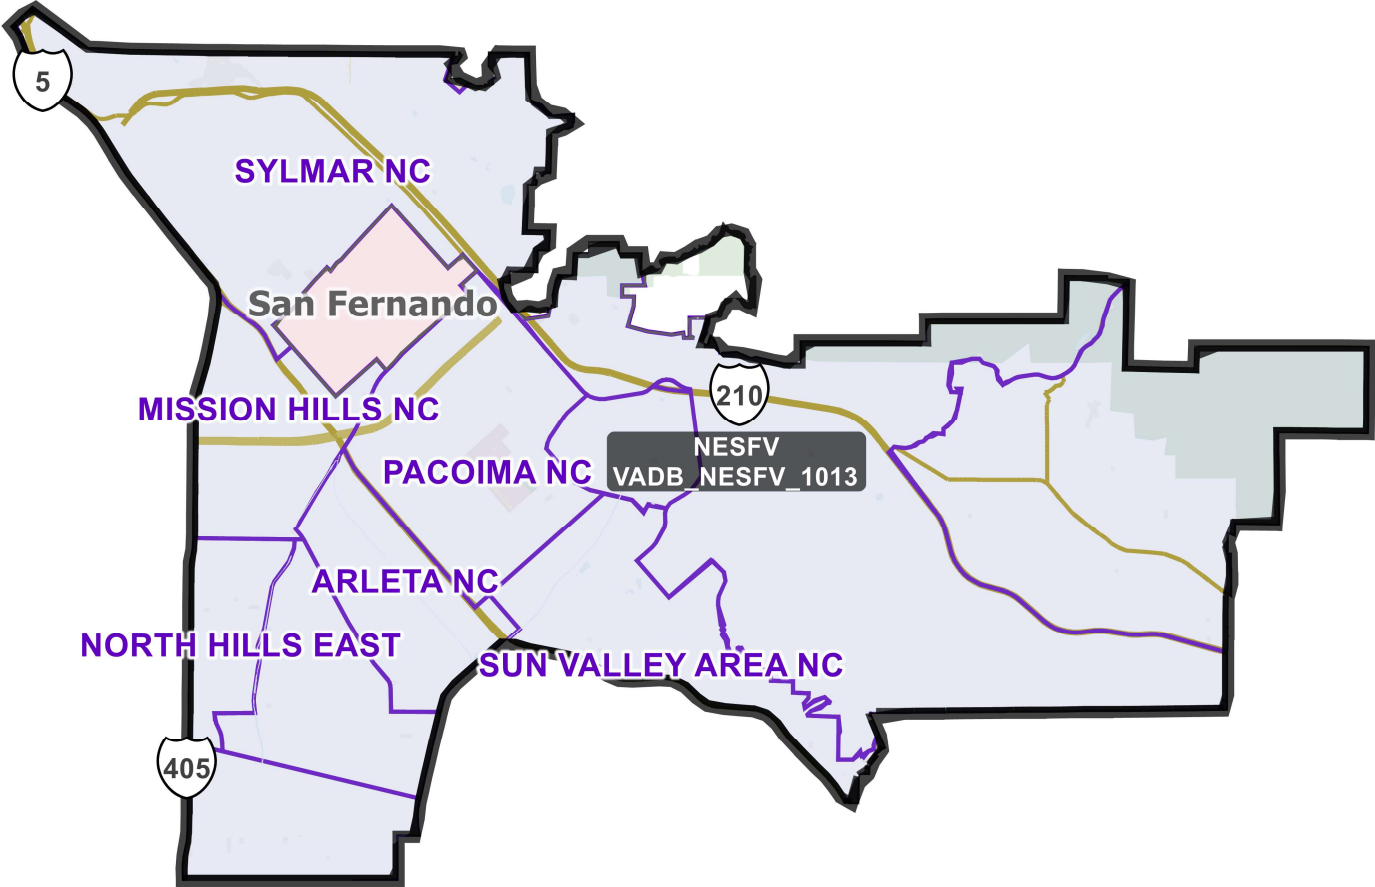 5
SYLMAR NC
San Fernando
210
MISSION HILLS NC
NESFV
VADB_NESFV_1013
PACOIMA NC
ARLETA NC
NORTH HILLS EAST
SUN VALLEY AREA NC
405